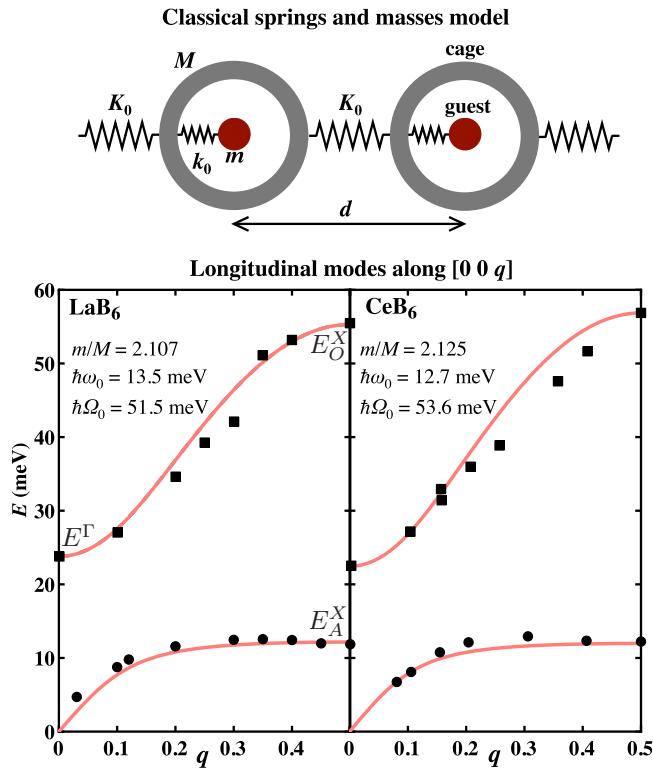 Classical springs and masses model
M
cage
K₀
K₀
guest
k₀
m
d
Longitudinal modes along [0 0 q]
LaB₆
CeB₆
m/M = 2.107
ħω₀ = 13.5 meV
ħΩ₀ = 51.5 meV
m/M = 2.125
ħω₀ = 12.7 meV
ħΩ₀ = 53.6 meV
E_O^X
E^Γ
E_A^X
E (meV)
60
50
40
30
20
10
0
0 0.1 0.2 0.3 0.4 0 0.1 0.2 0.3 0.4 0.5
q q